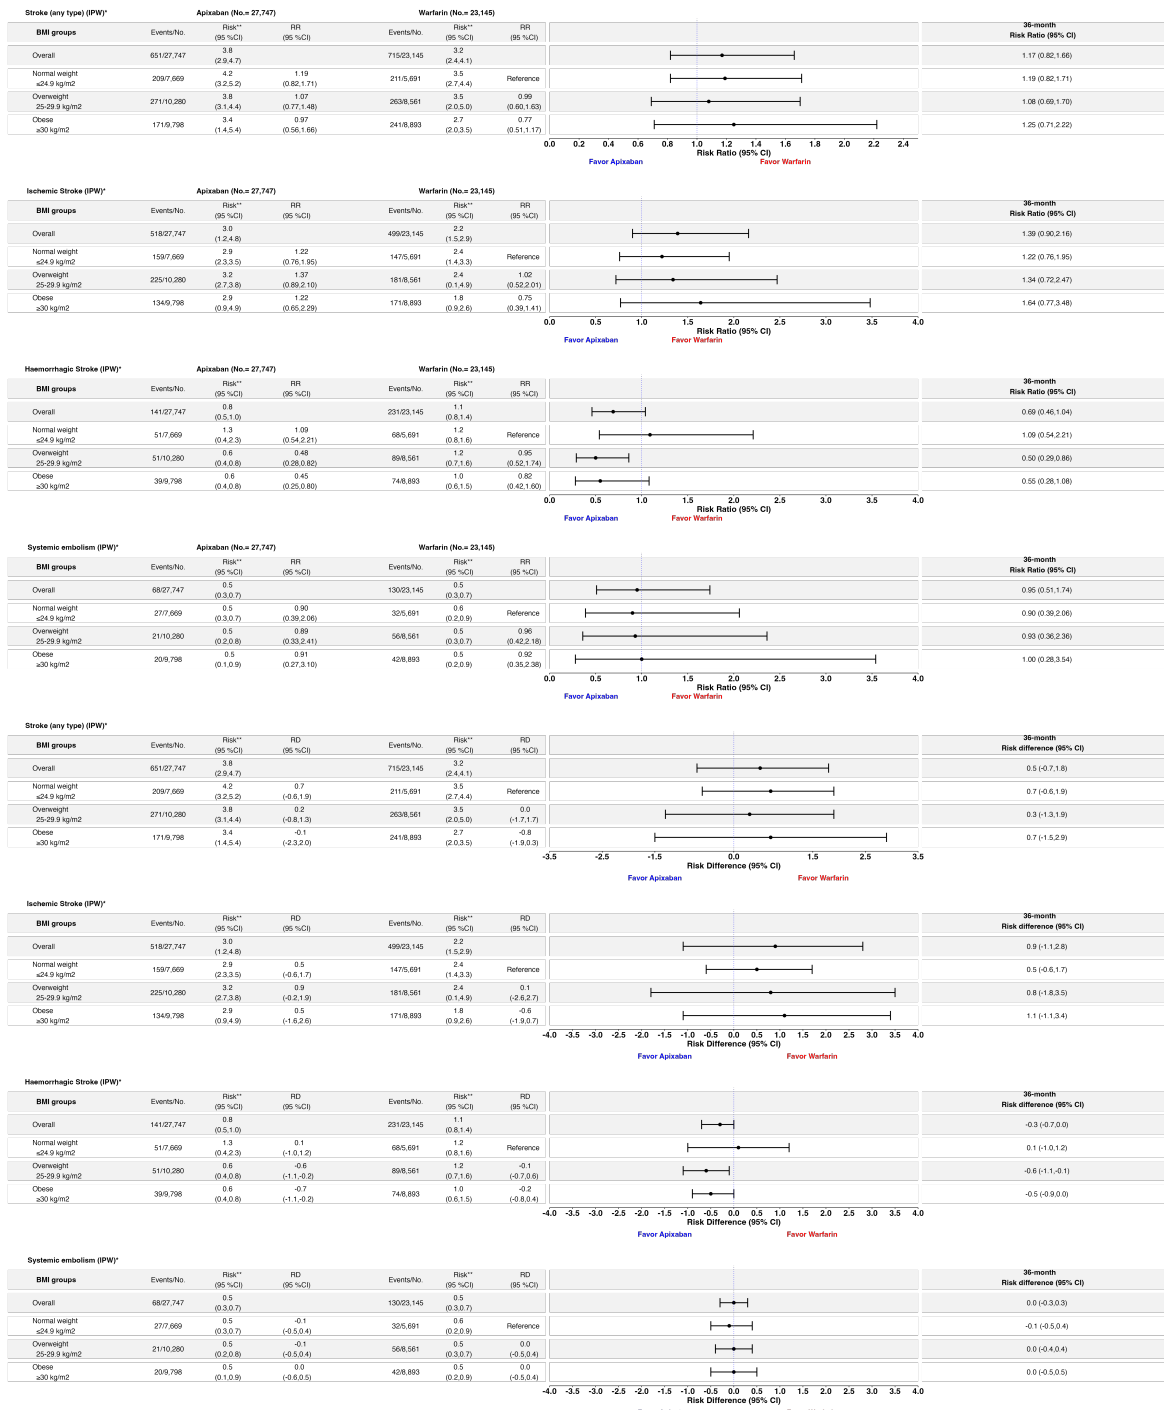 Stroke (any type) (IPW)* Apixaban (No.= 27,747) Warfarin (No.= 23,145)
BMI groups Events/No. Risk** (95 %CI) RR (95 %CI) Events/No. Risk** (95 %CI) RR (95 %CI) 36-month Risk Ratio (95% CI)
Overall 651/27,747 3.8 (2.9,4.7) 715/23,145 3.2 (2.4,4.1) 1.17 (0.82,1.66)
Normal weight ≤24.9 kg/m2 209/7,669 4.2 (3.2,5.2) 1.19 (0.82,1.71) 211/5,691 3.5 (2.7,4.4) Reference 1.19 (0.82,1.71)
Overweight 25-29.9 kg/m2 271/10,280 3.8 (3.1,4.4) 1.07 (0.77,1.48) 263/8,561 3.5 (2.0,5.0) 0.99 (0.60,1.63) 1.08 (0.69,1.70)
Obese ≥30 kg/m2 171/9,798 3.4 (1.4,5.4) 0.97 (0.56,1.66) 241/8,893 2.7 (2.0,3.5) 0.77 (0.51,1.17) 1.25 (0.71,2.22)
0.0 0.2 0.4 0.6 0.8 1.0 1.2 1.4 1.6 1.8 2.0 2.2 2.4
Risk Ratio (95% CI)
Favor Apixaban Favor Warfarin
Ischemic Stroke (IPW)* Apixaban (No.= 27,747) Warfarin (No.= 23,145)
BMI groups Events/No. Risk** (95 %CI) RR (95 %CI) Events/No. Risk** (95 %CI) RR (95 %CI) 36-month Risk Ratio (95% CI)
Overall 518/27,747 3.0 (1.2,4.8) 499/23,145 2.2 (1.5,2.9) 1.39 (0.90,2.16)
Normal weight ≤24.9 kg/m2 159/7,669 2.9 (2.3,3.5) 1.22 (0.76,1.95) 147/5,691 2.4 (1.4,3.3) Reference 1.22 (0.76,1.95)
Overweight 25-29.9 kg/m2 225/10,280 3.2 (2.7,3.8) 1.37 (0.89,2.10) 181/8,561 2.4 (0.1,4.9) 1.02 (0.52,2.01) 1.34 (0.72,2.47)
Obese ≥30 kg/m2 134/9,798 2.9 (0.9,4.9) 1.22 (0.65,2.29) 171/8,893 1.8 (0.9,2.6) 0.75 (0.39,1.41) 1.64 (0.77,3.48)
0.0 0.5 1.0 1.5 2.0 2.5 3.0 3.5 4.0
Risk Ratio (95% CI)
Favor Apixaban Favor Warfarin
Haemorrhagic Stroke (IPW)* Apixaban (No.= 27,747) Warfarin (No.= 23,145)
BMI groups Events/No. Risk** (95 %CI) RR (95 %CI) Events/No. Risk** (95 %CI) RR (95 %CI) 36-month Risk Ratio (95% CI)
Overall 141/27,747 0.8 (0.5,1.0) 231/23,145 1.1 (0.8,1.4) 0.69 (0.46,1.04)
Normal weight ≤24.9 kg/m2 51/7,669 1.3 (0.4,2.3) 1.09 (0.54,2.21) 68/5,691 1.2 (0.8,1.6) Reference 1.09 (0.54,2.21)
Overweight 25-29.9 kg/m2 51/10,280 0.6 (0.4,0.8) 0.48 (0.28,0.82) 89/8,561 1.2 (0.7,1.6) 0.95 (0.52,1.74) 0.50 (0.29,0.86)
Obese ≥30 kg/m2 39/9,798 0.6 (0.4,0.8) 0.45 (0.25,0.80) 74/8,893 1.0 (0.6,1.5) 0.82 (0.42,1.60) 0.55 (0.28,1.08)
0.0 0.5 1.0 1.5 2.0 2.5 3.0 3.5 4.0
Risk Ratio (95% CI)
Favor Apixaban Favor Warfarin
Systemic embolism (IPW)* Apixaban (No.= 27,747) Warfarin (No.= 23,145)
BMI groups Events/No. Risk** (95 %CI) RR (95 %CI) Events/No. Risk** (95 %CI) RR (95 %CI) 36-month Risk Ratio (95% CI)
Overall 68/27,747 0.5 (0.3,0.7) 130/23,145 0.5 (0.3,0.7) 0.95 (0.51,1.74)
Normal weight ≤24.9 kg/m2 27/7,669 0.5 (0.3,0.7) 0.90 (0.39,2.06) 32/5,691 0.6 (0.2,0.9) Reference 0.90 (0.39,2.06)
Overweight 25-29.9 kg/m2 21/10,280 0.5 (0.2,0.8) 0.89 (0.33,2.41) 56/8,561 0.5 (0.3,0.7) 0.96 (0.42,2.18) 0.93 (0.36,2.36)
Obese ≥30 kg/m2 20/9,798 0.5 (0.1,0.9) 0.91 (0.27,3.10) 42/8,893 0.5 (0.2,0.9) 0.92 (0.35,2.38) 1.00 (0.28,3.54)
0.0 0.5 1.0 1.5 2.0 2.5 3.0 3.5 4.0
Risk Ratio (95% CI)
Favor Apixaban Favor Warfarin
Stroke (any type) (IPW)*
BMI groups Events/No. Risk** (95 %CI) RD (95 %CI) Events/No. Risk** (95 %CI) RD (95 %CI) 36-month Risk difference (95% CI)
Overall 651/27,747 3.8 (2.9,4.7) 715/23,145 3.2 (2.4,4.1) 0.5 (-0.7,1.8)
Normal weight ≤24.9 kg/m2 209/7,669 4.2 (3.2,5.2) 0.7 (-0.6,1.9) 211/5,691 3.5 (2.7,4.4) Reference 0.7 (-0.6,1.9)
Overweight 25-29.9 kg/m2 271/10,280 3.8 (3.1,4.4) 0.2 (-0.8,1.3) 263/8,561 3.5 (2.0,5.0) 0.0 (-1.7,1.7) 0.3 (-1.3,1.9)
Obese ≥30 kg/m2 171/9,798 3.4 (1.4,5.4) -0.1 (-2.3,2.0) 241/8,893 2.7 (2.0,3.5) -0.8 (-1.9,0.3) 0.7 (-1.5,2.9)
-3.5 -2.5 -1.5 0.0 1.5 2.5 3.5
Risk Difference (95% CI)
Favor Apixaban Favor Warfarin
Ischemic Stroke (IPW)*
BMI groups Events/No. Risk** (95 %CI) RD (95 %CI) Events/No. Risk** (95 %CI) RD (95 %CI) 36-month Risk difference (95% CI)
Overall 518/27,747 3.0 (1.2,4.8) 499/23,145 2.2 (1.5,2.9) 0.9 (-1.1,2.8)
Normal weight ≤24.9 kg/m2 159/7,669 2.9 (2.3,3.5) 0.5 (-0.6,1.7) 147/5,691 2.4 (1.4,3.3) Reference 0.5 (-0.6,1.7)
Overweight 25-29.9 kg/m2 225/10,280 3.2 (2.7,3.8) 0.9 (-0.2,1.9) 181/8,561 2.4 (0.1,4.9) 0.1 (-2.6,2.7) 0.8 (-1.8,3.5)
Obese ≥30 kg/m2 134/9,798 2.9 (0.9,4.9) 0.5 (-1.6,2.6) 171/8,893 1.8 (0.9,2.6) -0.6 (-1.9,0.7) 1.1 (-1.1,3.4)
-4.0 -3.5 -3.0 -2.5 -2.0 -1.5 -1.0 -0.5 0.0 0.5 1.0 1.5 2.0 2.5 3.0 3.5 4.0
Risk Difference (95% CI)
Favor Apixaban Favor Warfarin
Haemorrhagic Stroke (IPW)*
BMI groups Events/No. Risk** (95 %CI) RD (95 %CI) Events/No. Risk** (95 %CI) RD (95 %CI) 36-month Risk difference (95% CI)
Overall 141/27,747 0.8 (0.5,1.0) 231/23,145 1.1 (0.8,1.4) -0.3 (-0.7,0.0)
Normal weight ≤24.9 kg/m2 51/7,669 1.3 (0.4,2.3) 0.1 (-1.0,1.2) 68/5,691 1.2 (0.8,1.6) Reference 0.1 (-1.0,1.2)
Overweight 25-29.9 kg/m2 51/10,280 0.6 (0.4,0.8) -0.6 (-1.1,-0.2) 89/8,561 1.2 (0.7,1.6) -0.1 (-0.7,0.6) -0.6 (-1.1,-0.1)
Obese ≥30 kg/m2 39/9,798 0.6 (0.4,0.8) -0.7 (-1.1,-0.2) 74/8,893 1.0 (0.6,1.5) -0.2 (-0.8,0.4) -0.5 (-0.9,0.0)
-4.0 -3.5 -3.0 -2.5 -2.0 -1.5 -1.0 -0.5 0.0 0.5 1.0 1.5 2.0 2.5 3.0 3.5 4.0
Risk Difference (95% CI)
Favor Apixaban Favor Warfarin
Systemic embolism (IPW)*
BMI groups Events/No. Risk** (95 %CI) RD (95 %CI) Events/No. Risk** (95 %CI) RD (95 %CI) 36-month Risk difference (95% CI)
Overall 68/27,747 0.5 (0.3,0.7) 130/23,145 0.5 (0.3,0.7) 0.0 (-0.3,0.3)
Normal weight ≤24.9 kg/m2 27/7,669 0.5 (0.3,0.7) -0.1 (-0.5,0.4) 32/5,691 0.6 (0.2,0.9) Reference -0.1 (-0.5,0.4)
Overweight 25-29.9 kg/m2 21/10,280 0.5 (0.2,0.8) -0.1 (-0.5,0.4) 56/8,561 0.5 (0.3,0.7) 0.0 (-0.5,0.4) 0.0 (-0.4,0.4)
Obese ≥30 kg/m2 20/9,798 0.5 (0.1,0.9) 0.0 (-0.6,0.5) 42/8,893 0.5 (0.2,0.9) 0.0 (-0.5,0.4) 0.0 (-0.5,0.5)
-4.0 -3.5 -3.0 -2.5 -2.0 -1.5 -1.0 -0.5 0.0 0.5 1.0 1.5 2.0 2.5 3.0 3.5 4.0
Risk Difference (95% CI)